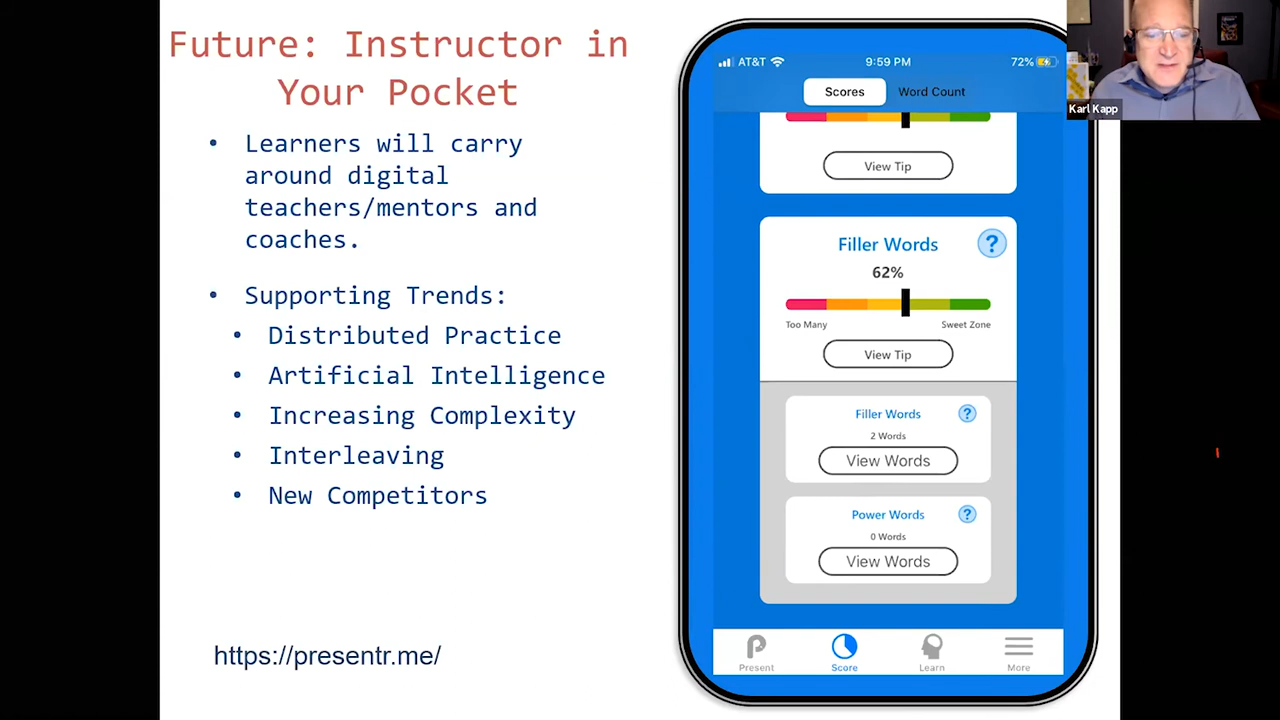 Future: Instructor in
Your Pocket
• Learners will carry
around digital
teachers/mentors and
coaches.
• Supporting Trends:
• Distributed Practice
• Artificial Intelligence
• Increasing Complexity
• Interleaving
• New Competitors
https://presentr.me/
AT&T 9:59 PM 72%
Scores Word Count
View Tip
Filler Words ?
62%
Too Many Sweet Zone
View Tip
Filler Words ?
2 Words
View Words
Power Words ?
0 Words
View Words
Present Score Learn More
Karl Kapp